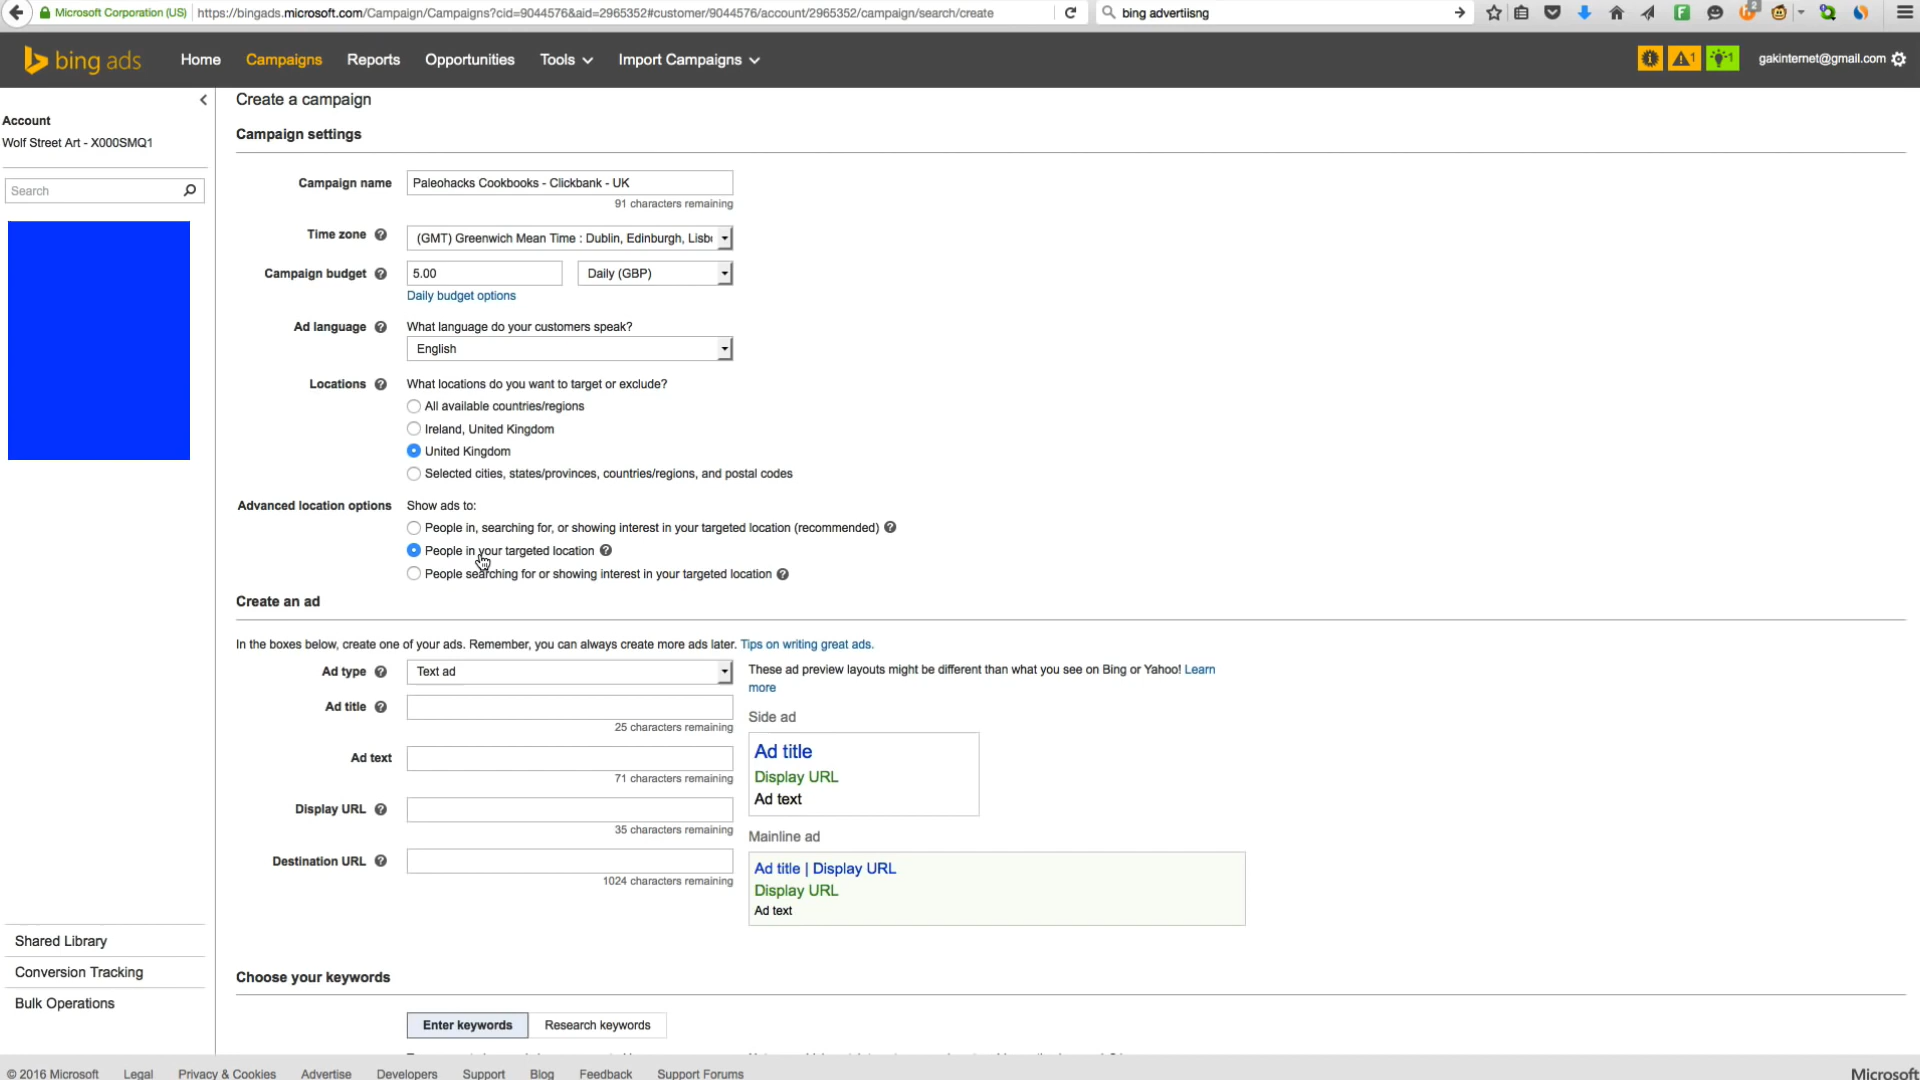 Microsoft Corporation (US)
https://bingads.microsoft.com/Campaign/Campaigns?cid=9044576&aid=2965352#customer/9044576/account/2965352/campaign/search/create
bing advertiisng
2
bing ads
Home
Campaigns
Reports
Opportunities
Tools
Import Campaigns
1
1
gakinternet@gmail.com
Account
Wolf Street Art - X000SMQ1
Search
Shared Library
Conversion Tracking
Bulk Operations
Create a campaign
Campaign settings
Campaign name
Paleohacks Cookbooks - Clickbank - UK
91 characters remaining
Time zone
(GMT) Greenwich Mean Time : Dublin, Edinburgh,
Campaign budget
5.00
Daily (GBP)
Daily budget options
Ad language
What language do your customers speak?
English
Locations
What locations do you want to target or exclude?
All available countries/regions
Ireland, United Kingdom
United Kingdom
Selected cities, states/provinces, countries/regions, and postal codes
Advanced location options
Show ads to:
People in, searching for, or showing interest in your targeted location (recommended)
People in your targeted location
People searching for or showing interest in your targeted location
Create an ad
In the boxes below, create one of your ads. Remember, you can always create more ads later. Tips on writing great ads.
Ad type
Text ad
These ad preview layouts might be different than what you see on Bing or Yahoo! Learn
more
Ad title
25 characters remaining
Side ad
Ad title
Display URL
Ad text
Ad text
71 characters remaining
Display URL
35 characters remaining
Mainline ad
Ad title | Display URL
Display URL
Ad text
Destination URL
1024 characters remaining
Choose your keywords
Enter keywords
Research keywords
© 2016 Microsoft
Legal
Privacy & Cookies
Advertise
Developers
Support
Blog
Feedback
Support Forums
Microsoft